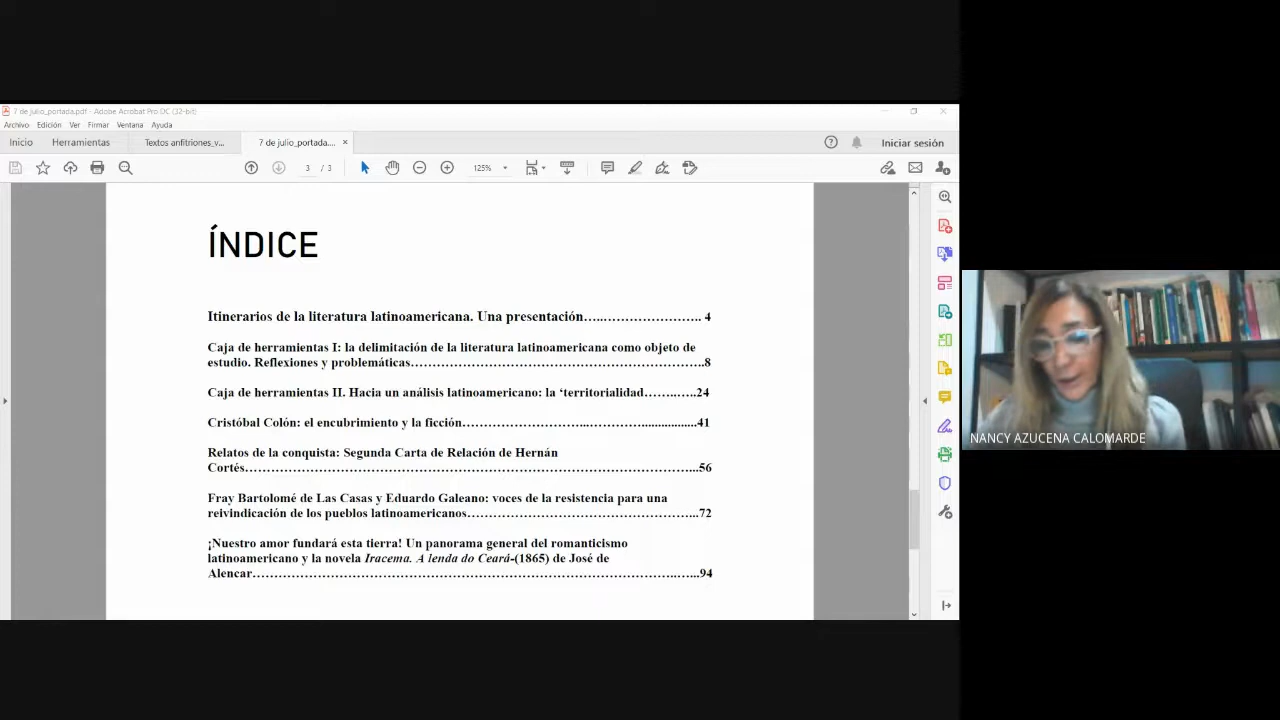 7 de julio_portada.pdf - Adobe Acrobat Pro DC (32-bit)
Archivo Edición Ver Firmar Ventana Ayuda
Inicio Herramientas Textos anfitriones_v... 7 de julio_portada.... × Iniciar sesión
3 / 3 125%
ÍNDICE
Itinerarios de la literatura latinoamericana. Una presentación…..…………………. 4
Caja de herramientas I: la delimitación de la literatura latinoamericana como objeto de
estudio. Reflexiones y problemáticas…………………………………………………………..8
Caja de herramientas II. Hacia un análisis latinoamericano: la ‘territorialidad……..…..24
Cristóbal Colón: el encubrimiento y la ficción………………………..…………..................41
Relatos de la conquista: Segunda Carta de Relación de Hernán
Cortés…………………………………………………………………………………………...56
Fray Bartolomé de Las Casas y Eduardo Galeano: voces de la resistencia para una
reivindicación de los pueblos latinoamericanos……………………………………………...72
¡Nuestro amor fundará esta tierra! Un panorama general del romanticismo
latinoamericano y la novela Iracema. A lenda do Ceará-(1865) de José de
Alencar……………………………………………………………………………………..…...94
NANCY AZUCENA CALOMARDE